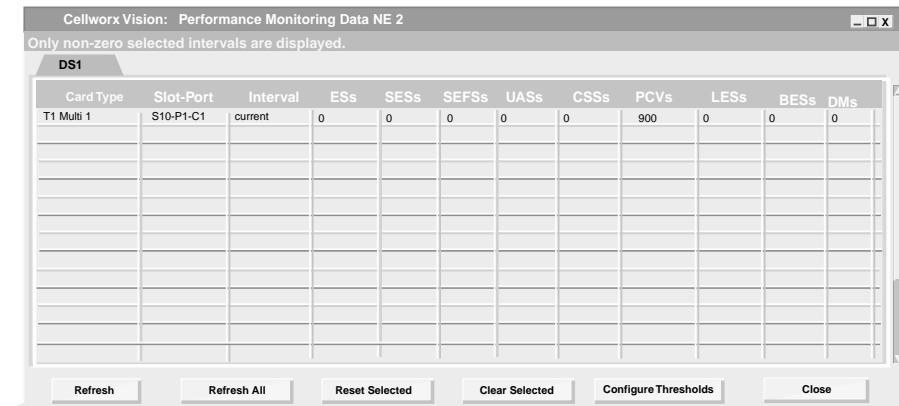 Cellworx Vision: Performance Monitoring Data NE 2
X
Only non-zero selected intervals are displayed.
DS1
Card Type Slot-Port Interval ESs SESs SEFSs UASs CSSs PCVs LESs BESs DMs
T1 Multi 1 S10-P1-C1 current 0 0 0 0 0 900 0 0 0
Refresh Refresh All Reset Selected Clear Selected Configure Thresholds Close